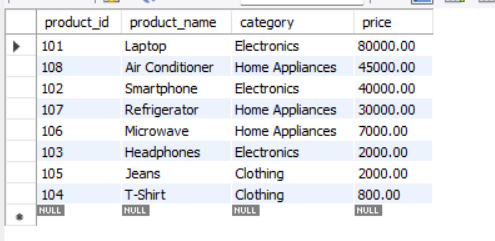 product_id product_name category price
101 Laptop Electronics 80000.00
108 Air Conditioner Home Appliances 45000.00
102 Smartphone Electronics 40000.00
107 Refrigerator Home Appliances 30000.00
106 Microwave Home Appliances 7000.00
103 Headphones Electronics 2000.00
105 Jeans Clothing 2000.00
104 T-Shirt Clothing 800.00
NULL NULL NULL NULL